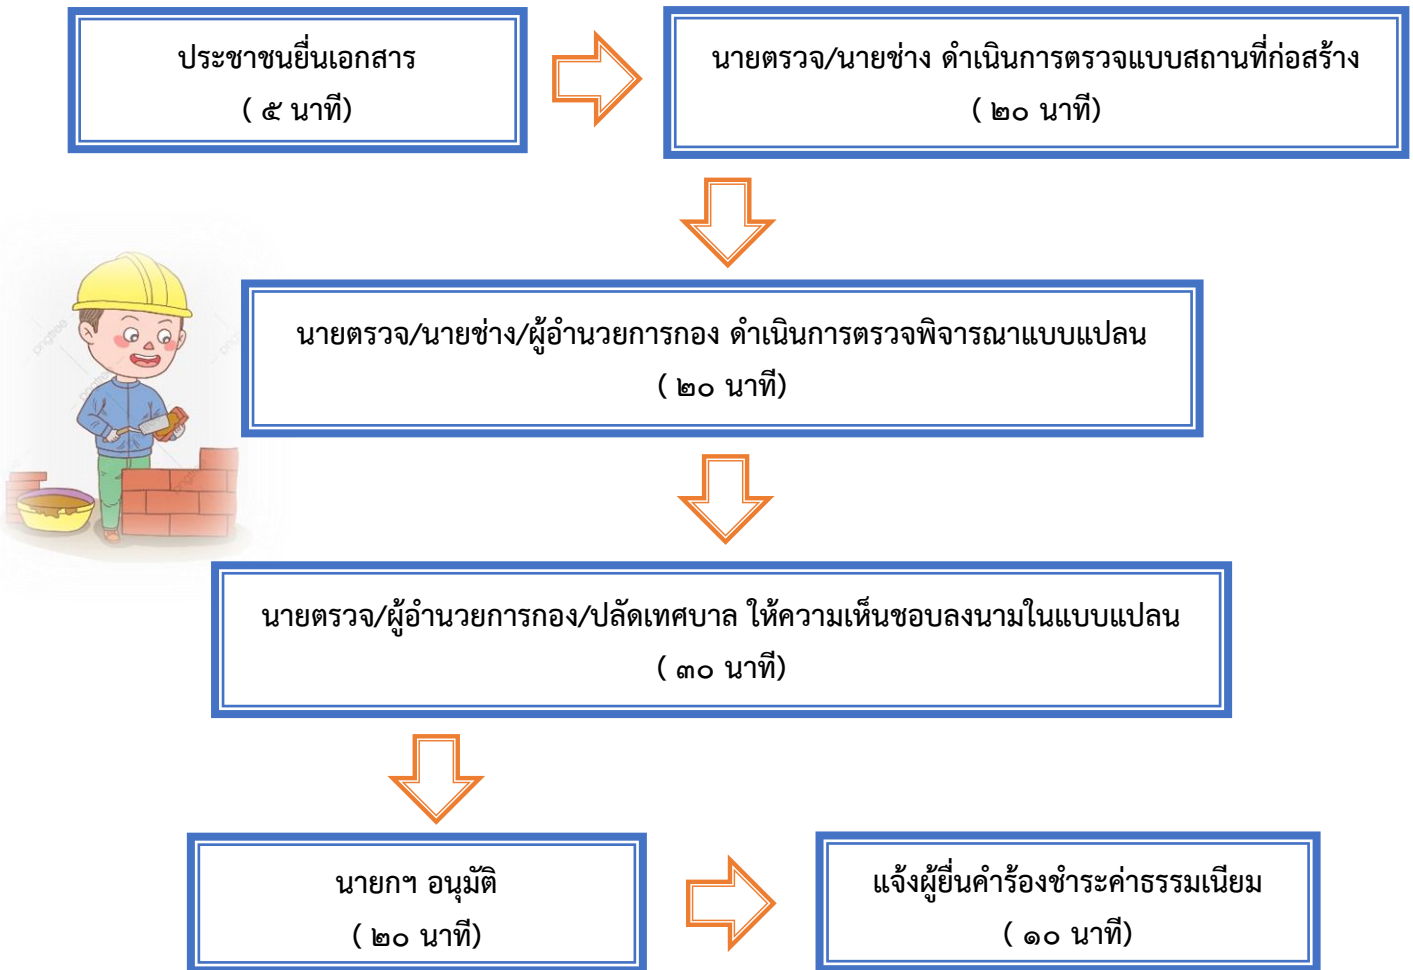 ประชาชนยื่นเอกสาร
( ๕ นาที)
นายตรวจ/นายช่าง ดำเนินการตรวจแบบสถานที่ก่อสร้าง
( ๒๐ นาที)
นายตรวจ/นายช่าง/ผู้อำนวยการกอง ดำเนินการตรวจพิจารณาแบบแปลน
( ๒๐ นาที)
นายตรวจ/ผู้อำนวยการกอง/ปลัดเทศบาล ให้ความเห็นชอบลงนามในแบบแปลน
( ๓๐ นาที)
นายกฯ อนุมัติ
( ๒๐ นาที)
แจ้งผู้ยื่นคำร้องชำระค่าธรรมเนียม
( ๑๐ นาที)
pngtree